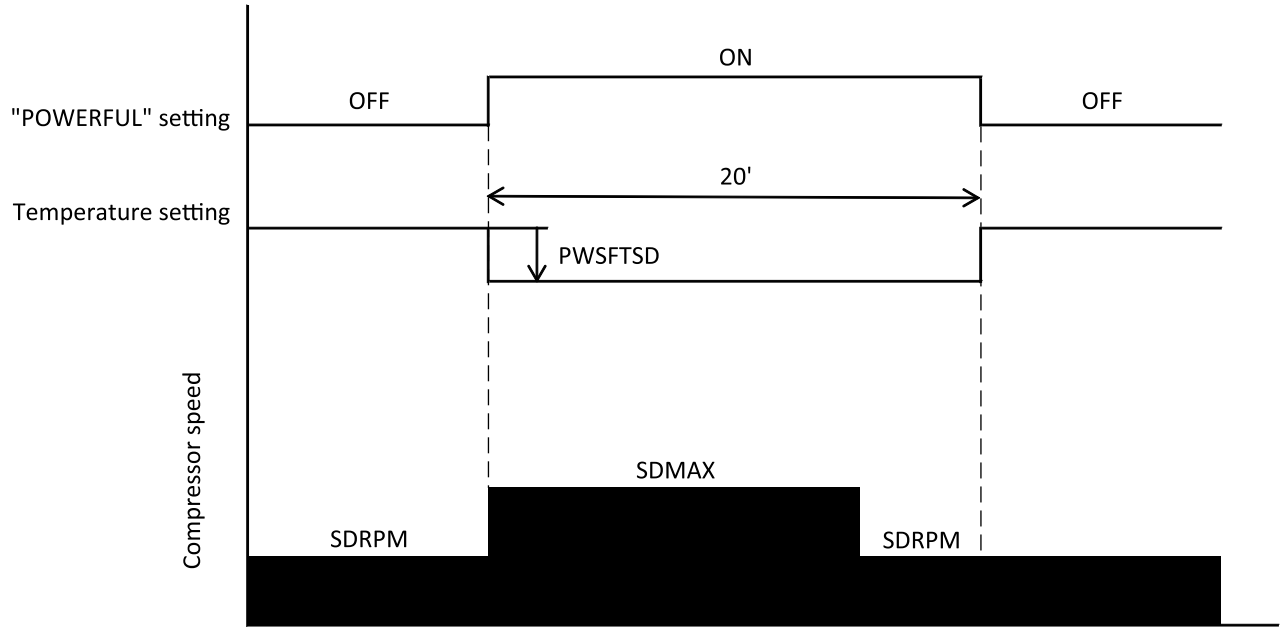 ON
OFF
OFF
"POWERFUL" setting
20'
Temperature setting
PWSFTSD
Compressor speed
SDMAX
SDRPM
SDRPM